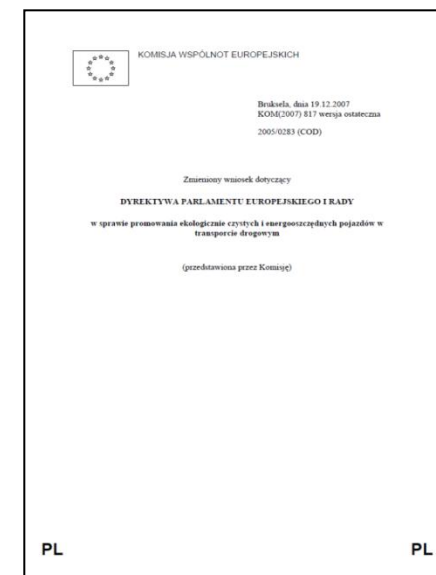 KOMISJA WSPÓLNOT EUROPEJSKICH
Bruksela, dnia 19.12.2007
KOM(2007) 817 wersja ostateczna
2005/0283 (COD)
Zmieniony wniosek dotyczący
DYREKTYWA PARLAMENTU EUROPEJSKIEGO I RADY
w sprawie promowania ekologicznie czystych i energooszczędnych pojazdów w
transporcie drogowym
(przedstawiona przez Komisję)
PL PL